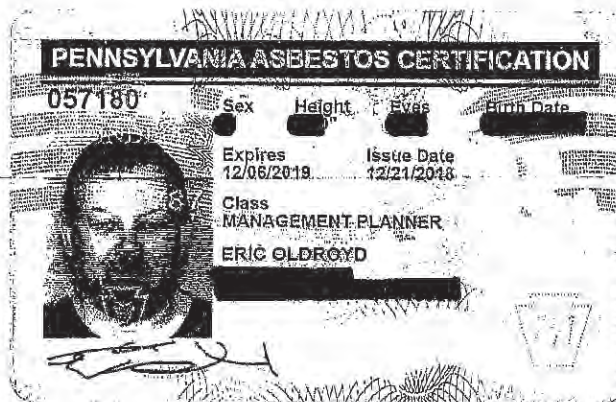 PENNSYLVANIA ASBESTOS CERTIFICATION
057180
Sex Height Eyes Birth Date
"
Expires Issue Date
12/06/2019 12/21/2018
Class
MANAGEMENT PLANNER
ERIC OLDROYD